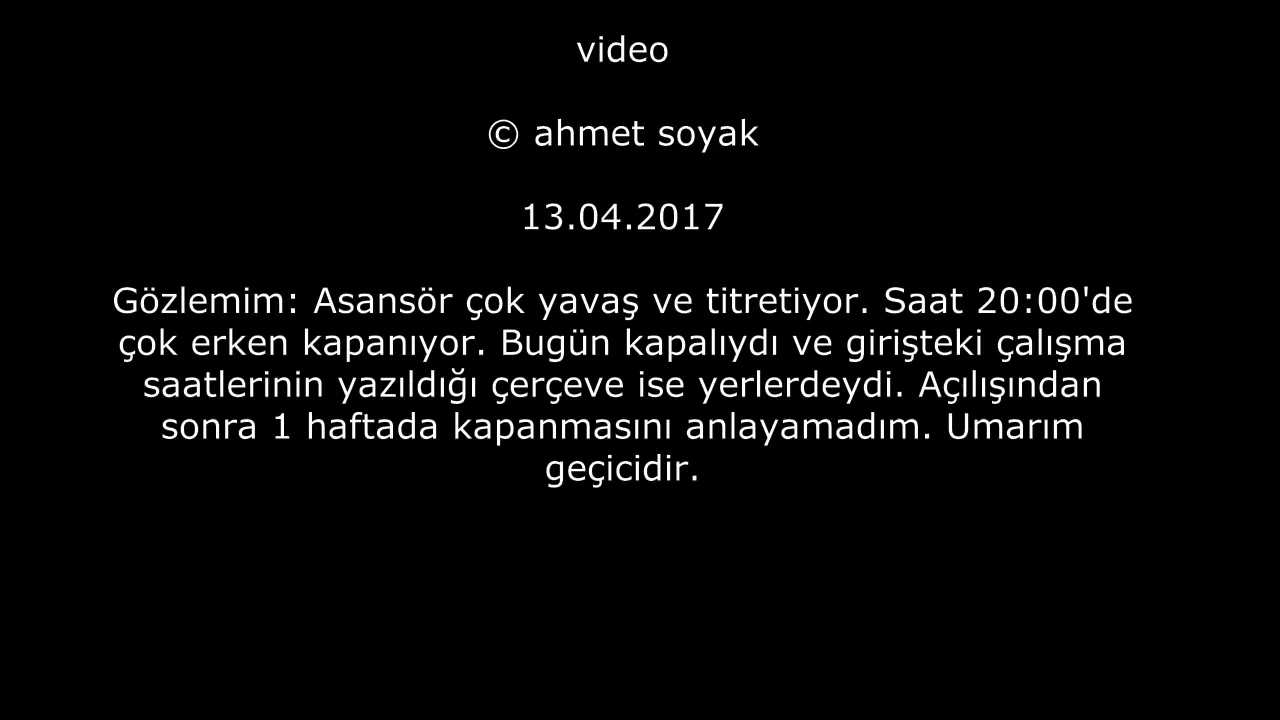 video
© ahmet soyak
13.04.2017
Gözlemim: Asansör çok yavaş ve titretiyor. Saat 20:00'de
çok erken kapanıyor. Bugün kapalıydı ve girişteki çalışma
saatlerinin yazıldığı çerçeve ise yerlerdeydi. Açılışından
sonra 1 haftada kapanmasını anlayamadım. Umarım
geçicidir.